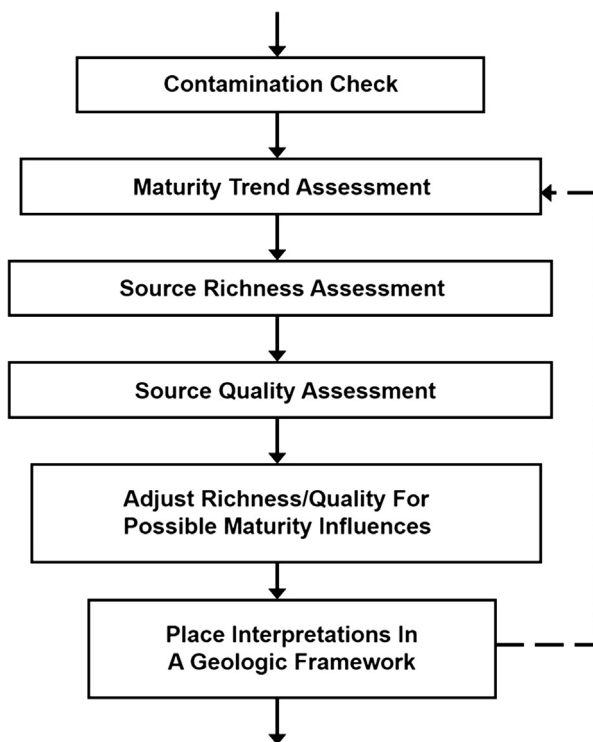 Contamination Check
Maturity Trend Assessment
Source Richness Assessment
Source Quality Assessment
Adjust Richness/Quality For
Possible Maturity Influences
Place Interpretations In
A Geologic Framework